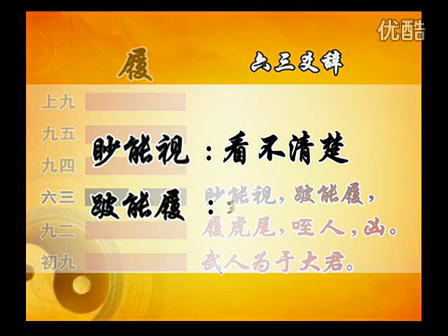 优酷
履 六三爻辞
上九
九五
眇能视：看不清楚
九四
六三 眇能视，跛能履，
跛能履：
九二 履虎尾，咥人，凶。
初九 武人为于大君。